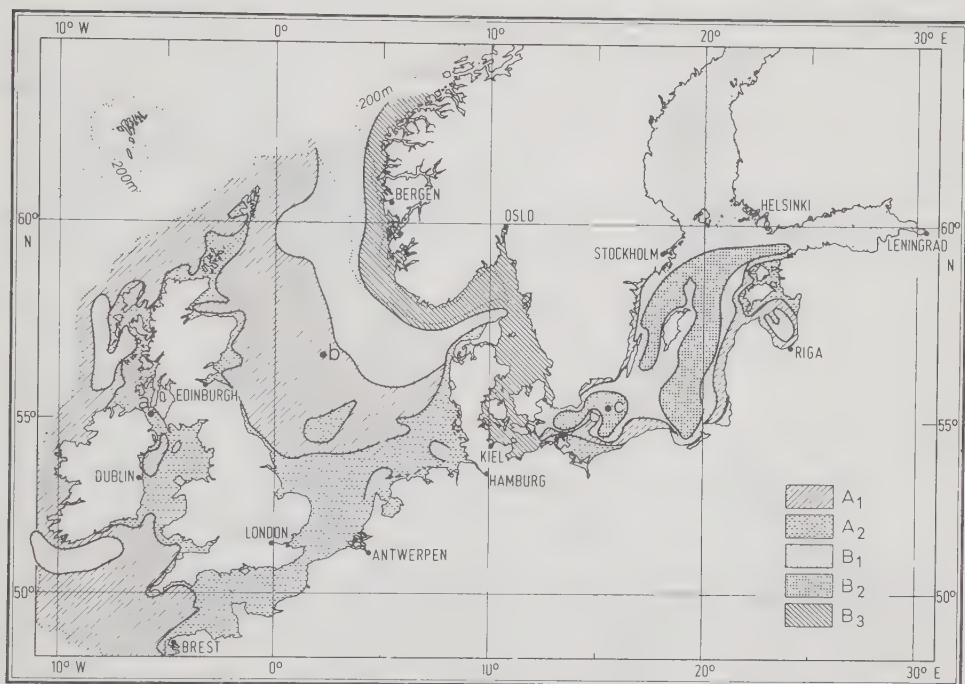 10° W 0° 10° 20° 30° E
200m
200m
BERGEN
60° OSLO HELSINKI 60°
N STOCKHOLM LENINGRAD N
b
RIGA
EDINBURGH
55° c 55°
KIEL
DUBLIN HAMBURG
LONDON
ANTWERPEN
50° 50°
BREST
A₁
A₂
B₁
B₂
B₃
10° W 0° 10° 20° 30° E